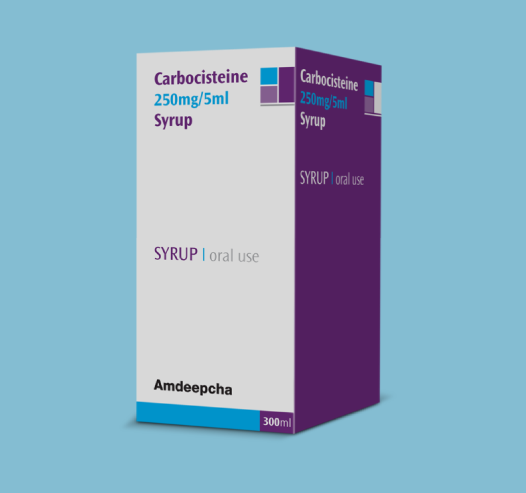 Carbocisteine
250mg/5ml
Syrup
SYRUP | oral use
Amdeepcha
300ml
Carbocisteine
250mg/5ml
Syrup
SYRUP | oral use